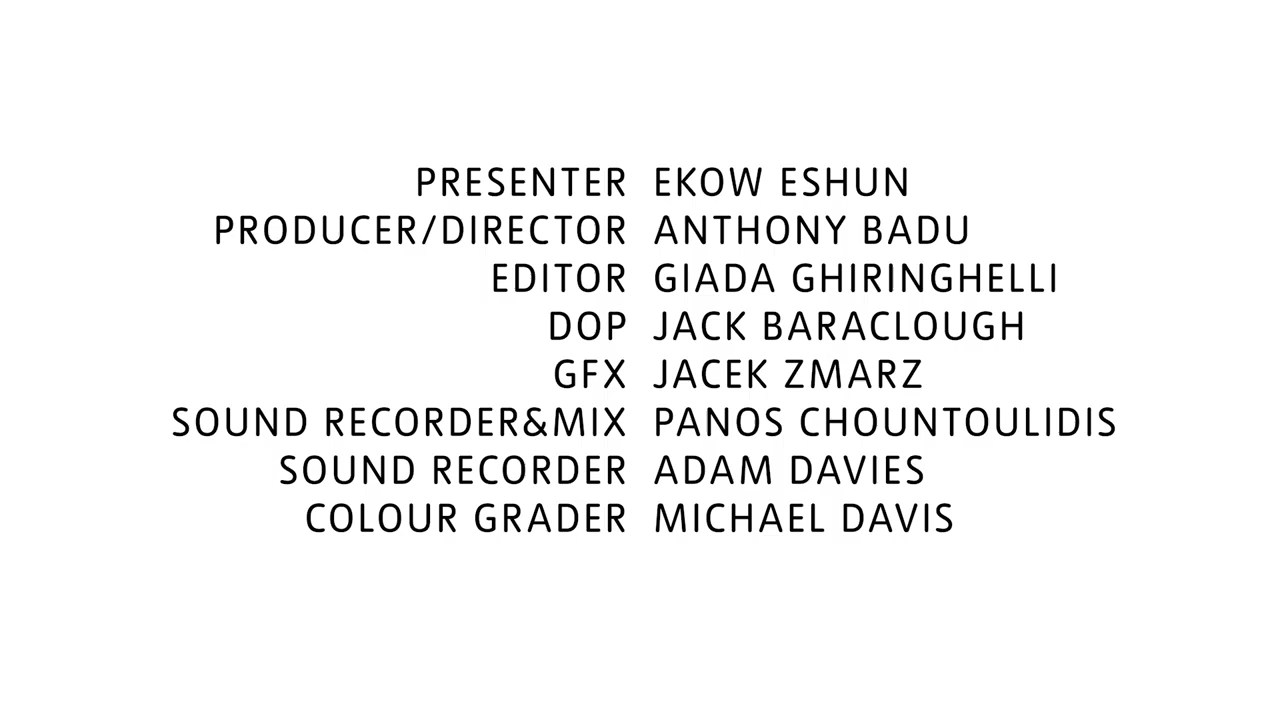 PRESENTER EKOW ESHUN
PRODUCER/DIRECTOR ANTHONY BADU
EDITOR GIADA GHIRINGHELLI
DOP JACK BARACLOUGH
GFX JACEK ZMARZ
SOUND RECORDER&MIX PANOS CHOUNTOULIDIS
SOUND RECORDER ADAM DAVIES
COLOUR GRADER MICHAEL DAVIS